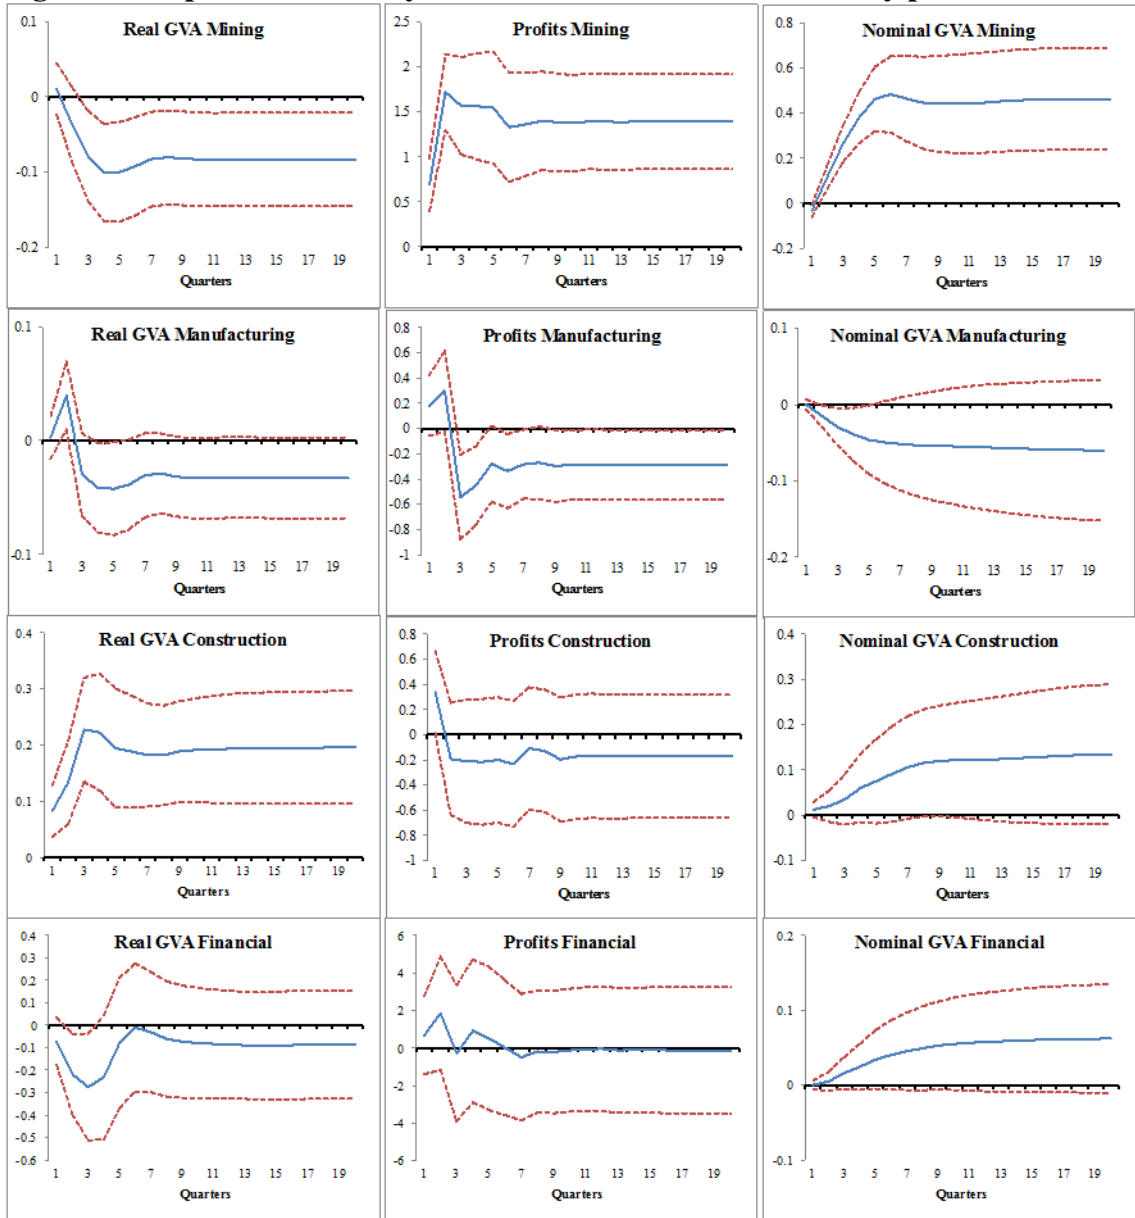 Real GVA Mining
0.1
0
-0.1
-0.2
1 3 5 7 9 11 13 15 17 19
Quarters
Profits Mining
2.5
2
1.5
1
0.5
0
1 3 5 7 9 11 13 15 17 19
Quarters
Nominal GVA Mining
0.8
0.6
0.4
0.2
0
-0.2
1 3 5 7 9 11 13 15 17 19
Quarters
Real GVA Manufacturing
0.1
0
-0.1
1 3 5 7 9 11 13 15 17 19
Quarters
Profits Manufacturing
0.8
0.6
0.4
0.2
0
-0.2
-0.4
-0.6
-0.8
-1
1 3 5 7 9 11 13 15 17 19
Quarters
Nominal GVA Manufacturing
0.1
0
-0.1
-0.2
1 3 5 7 9 11 13 15 17 19
Quarters
Real GVA Construction
0.4
0.3
0.2
0.1
0
1 3 5 7 9 11 13 15 17 19
Quarters
Profits Construction
0.8
0.6
0.4
0.2
0
-0.2
-0.4
-0.6
-0.8
-1
1 3 5 7 9 11 13 15 17 19
Quarters
Nominal GVA Construction
0.4
0.3
0.2
0.1
0
-0.1
1 3 5 7 9 11 13 15 17 19
Quarters
Real GVA Financial
0.4
0.3
0.2
0.1
0
-0.1
-0.2
-0.3
-0.4
-0.5
-0.6
1 3 5 7 9 11 13 15 17 19
Quarters
Profits Financial
6
4
2
0
-2
-4
-6
1 3 5 7 9 11 13 15 17 19
Quarters
Nominal GVA Financial
0.2
0.1
0
-0.1
1 3 5 7 9 11 13 15 17 19
Quarters